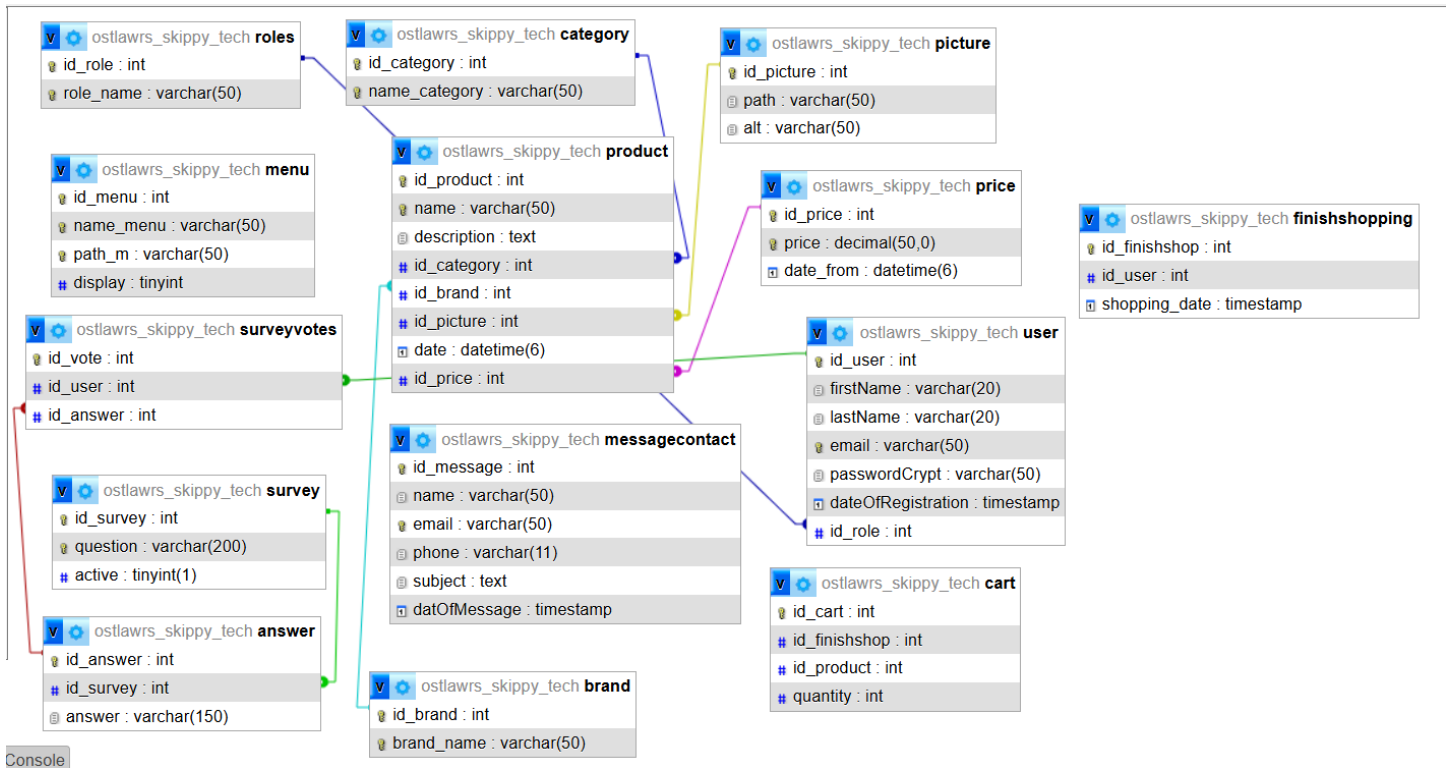 ostlawrs_skippy_tech roles
id_role : int
role_name : varchar(50)
ostlawrs_skippy_tech category
id_category : int
name_category : varchar(50)
ostlawrs_skippy_tech picture
id_picture : int
path : varchar(50)
alt : varchar(50)
ostlawrs_skippy_tech menu
id_menu : int
name_menu : varchar(50)
path_m : varchar(50)
display : tinyint
ostlawrs_skippy_tech product
id_product : int
name : varchar(50)
description : text
id_category : int
id_brand : int
id_picture : int
date : datetime(6)
id_price : int
ostlawrs_skippy_tech price
id_price : int
price : decimal(50,0)
date_from : datetime(6)
ostlawrs_skippy_tech finishshopping
id_finishshop : int
id_user : int
shopping_date : timestamp
ostlawrs_skippy_tech surveyvotes
id_vote : int
id_user : int
id_answer : int
ostlawrs_skippy_tech user
id_user : int
firstName : varchar(20)
lastName : varchar(20)
email : varchar(50)
passwordCrypt : varchar(50)
dateOfRegistration : timestamp
id_role : int
ostlawrs_skippy_tech messagecontact
id_message : int
name : varchar(50)
email : varchar(50)
phone : varchar(11)
subject : text
datOfMessage : timestamp
ostlawrs_skippy_tech survey
id_survey : int
question : varchar(200)
active : tinyint(1)
ostlawrs_skippy_tech cart
id_cart : int
id_finishshop : int
id_product : int
quantity : int
ostlawrs_skippy_tech answer
id_answer : int
id_survey : int
answer : varchar(150)
ostlawrs_skippy_tech brand
id_brand : int
brand_name : varchar(50)
Console